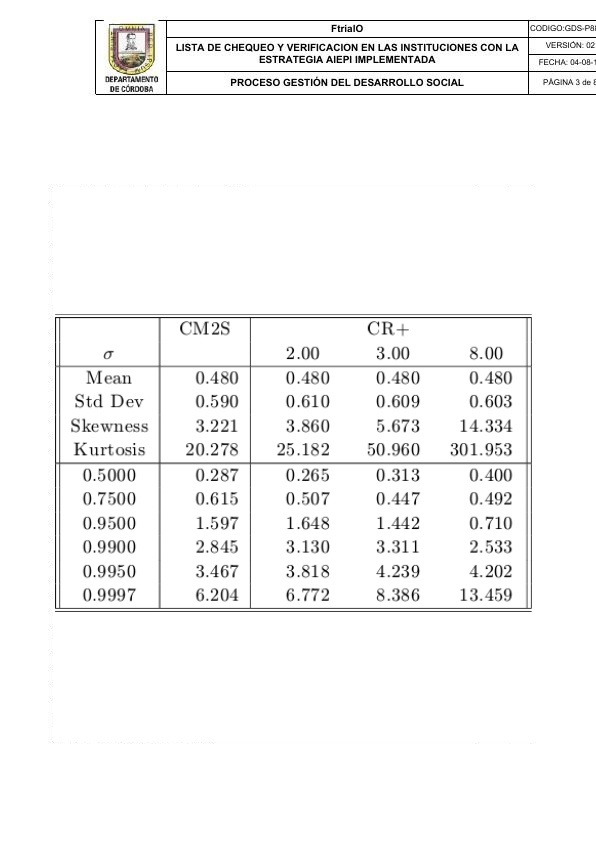 FtrialO
LISTA DE CHEQUEO Y VERIFICACION EN LAS INSTITUCIONES CON LA
ESTRATEGIA AIEPI IMPLEMENTADA
PROCESO GESTIÓN DEL DESARROLLO SOCIAL
CODIGO:GDS-P8
VERSIÓN: 02
FECHA: 04-08-1
PÁGINA 3 de 8
DEPARTAMENTO
DE CÓRDOBA
CM2S CR+
σ 2.00 3.00 8.00
Mean 0.480 0.480 0.480 0.480
Std Dev 0.590 0.610 0.609 0.603
Skewness 3.221 3.860 5.673 14.334
Kurtosis 20.278 25.182 50.960 301.953
0.5000 0.287 0.265 0.313 0.400
0.7500 0.615 0.507 0.447 0.492
0.9500 1.597 1.648 1.442 0.710
0.9900 2.845 3.130 3.311 2.533
0.9950 3.467 3.818 4.239 4.202
0.9997 6.204 6.772 8.386 13.459